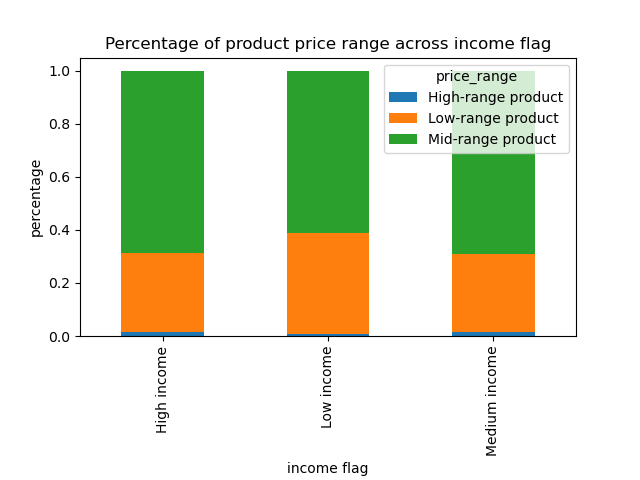 Percentage of product price range across income flag
price_range
High-range product
Low-range product
Mid-range product
percentage
1.0
0.8
0.6
0.4
0.2
0.0
High income
Low income
Medium income
income flag